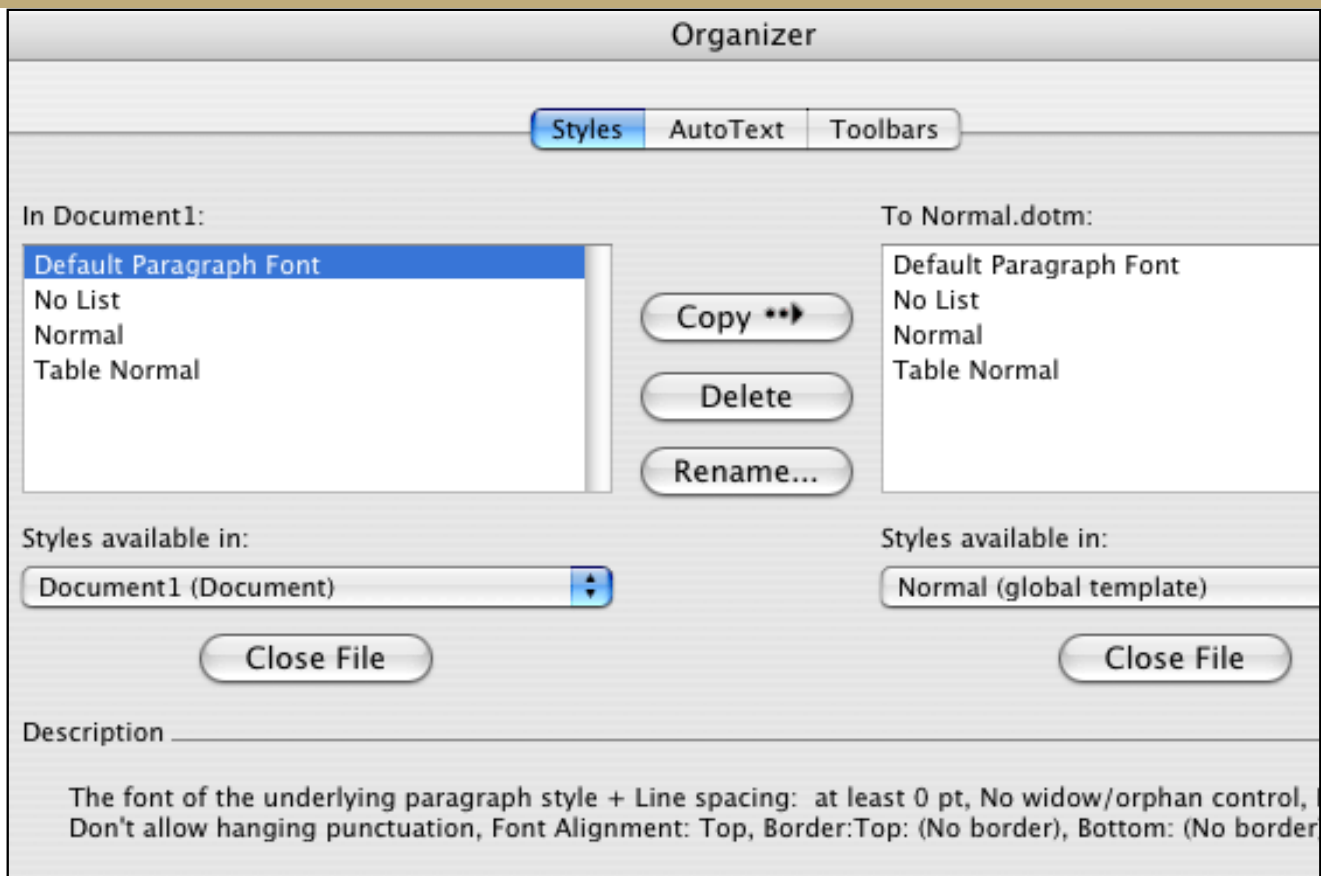 Organizer
Styles AutoText Toolbars
In Document1:
Default Paragraph Font
No List
Normal
Table Normal
Copy
Delete
Rename...
To Normal.dotm:
Default Paragraph Font
No List
Normal
Table Normal
Styles available in:
Document1 (Document)
Close File
Styles available in:
Normal (global template)
Close File
Description
The font of the underlying paragraph style + Line spacing: at least 0 pt, No widow/orphan control,
Don't allow hanging punctuation, Font Alignment: Top, Border:Top: (No border), Bottom: (No border